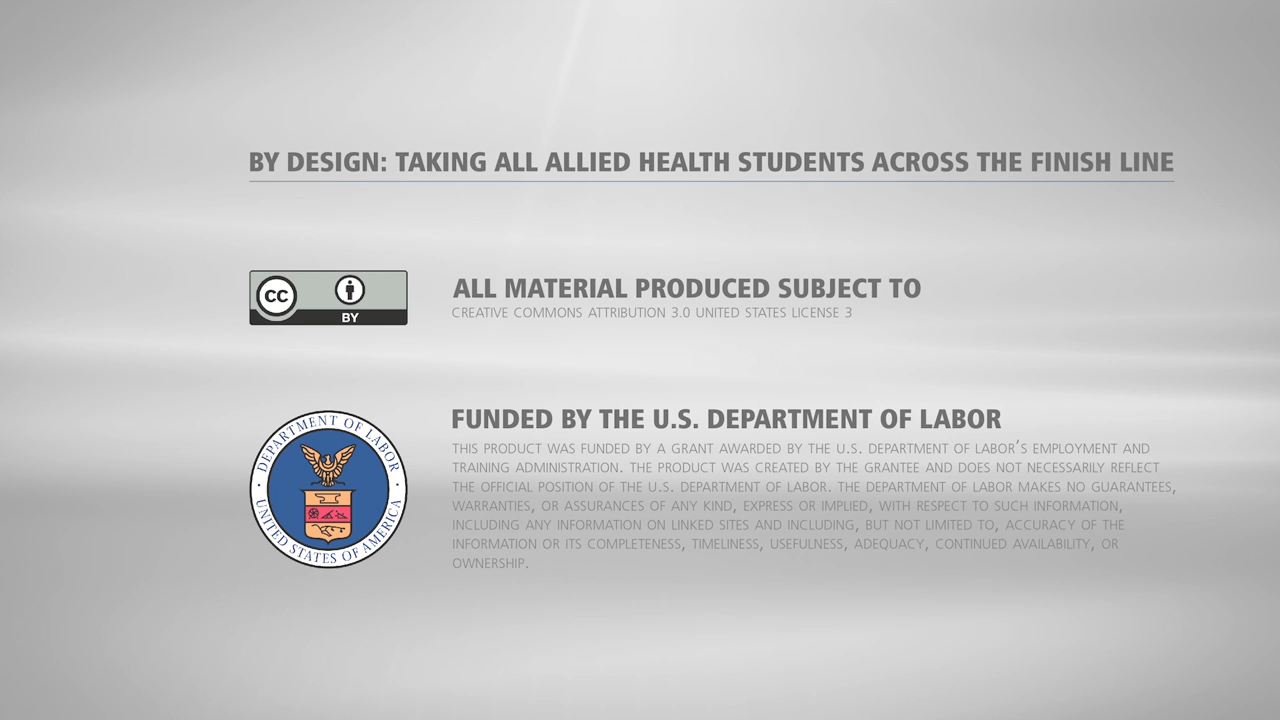 BY DESIGN: TAKING ALL ALLIED HEALTH STUDENTS ACROSS THE FINISH LINE
CC
BY
ALL MATERIAL PRODUCED SUBJECT TO
CREATIVE COMMONS ATTRIBUTION 3.0 UNITED STATES LICENSE 3
DEPARTMENT OF LABOR
UNITED STATES OF AMERICA
FUNDED BY THE U.S. DEPARTMENT OF LABOR
THIS PRODUCT WAS FUNDED BY A GRANT AWARDED BY THE U.S. DEPARTMENT OF LABOR'S EMPLOYMENT AND
TRAINING ADMINISTRATION. THE PRODUCT WAS CREATED BY THE GRANTEE AND DOES NOT NECESSARILY REFLECT
THE OFFICIAL POSITION OF THE U.S. DEPARTMENT OF LABOR. THE DEPARTMENT OF LABOR MAKES NO GUARANTEES,
WARRANTIES, OR ASSURANCES OF ANY KIND, EXPRESS OR IMPLIED, WITH RESPECT TO SUCH INFORMATION,
INCLUDING ANY INFORMATION ON LINKED SITES AND INCLUDING, BUT NOT LIMITED TO, ACCURACY OF THE
INFORMATION OR ITS COMPLETENESS, TIMELINESS, USEFULNESS, ADEQUACY, CONTINUED AVAILABILITY, OR
OWNERSHIP.